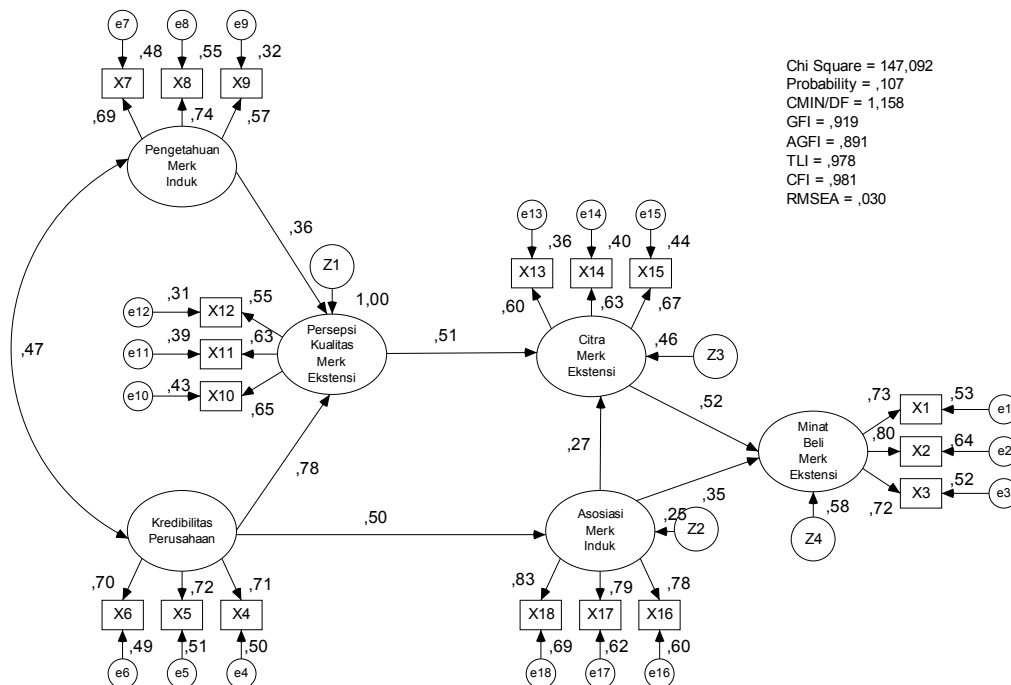 e7
e8
e9
,48
,55
,32
X7
X8
X9
,69
,74
,57
Pengetahuan
Merk
Induk
Chi Square = 147,092
Probability = ,107
CMIN/DF = 1,158
GFI = ,919
AGFI = ,891
TLI = ,978
CFI = ,981
RMSEA = ,030
,36
Z1
1,00
e13
e14
e15
,36
,40
,44
X13
X14
X15
,60
,63
,67
e12
,31
X12
,55
e11
,39
X11
,63
e10
,43
X10
,65
Persepsi
Kualitas
Merk
Ekstensi
,47
,51
Citra
Merk
Ekstensi
,46
Z3
,52
,78
,27
,35
Minat
Beli
Merk
Ekstensi
,73
X1
,53
e1
,80
X2
,64
e2
,72
X3
,52
e3
,58
Z4
Kredibilitas
Perusahaan
,50
Asosiasi
Merk
Induk
,25
Z2
,70
,72
,71
X6
X5
X4
,49
,51
,50
e6
e5
e4
,83
,79
,78
X18
X17
X16
,69
,62
,60
e18
e17
e16